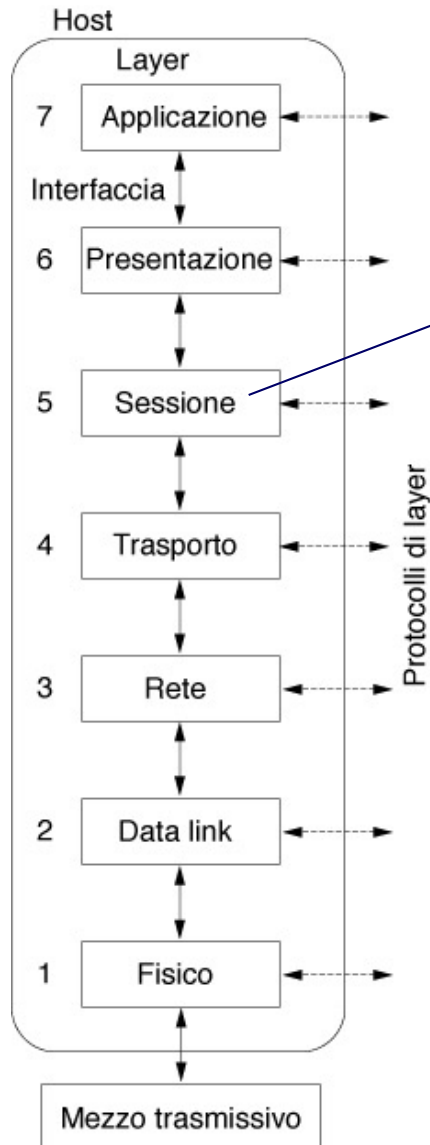 Host
Layer
7 Applicazione
Interfaccia
6 Presentazione
5 Sessione
4 Trasporto
3 Rete
2 Data link
1 Fisico
Mezzo trasmissivo
Protocolli di layer